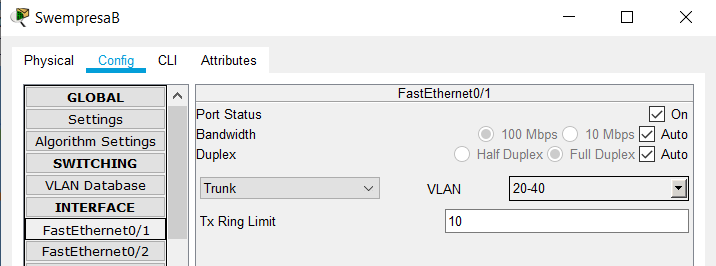 SwempresaB
Physical Config CLI Attributes
GLOBAL
Settings
Algorithm Settings
SWITCHING
VLAN Database
INTERFACE
FastEthernet0/1
FastEthernet0/2
FastEthernet0/1
Port Status On
Bandwidth 100 Mbps 10 Mbps Auto
Duplex Half Duplex Full Duplex Auto
Trunk VLAN 20-40
Tx Ring Limit 10